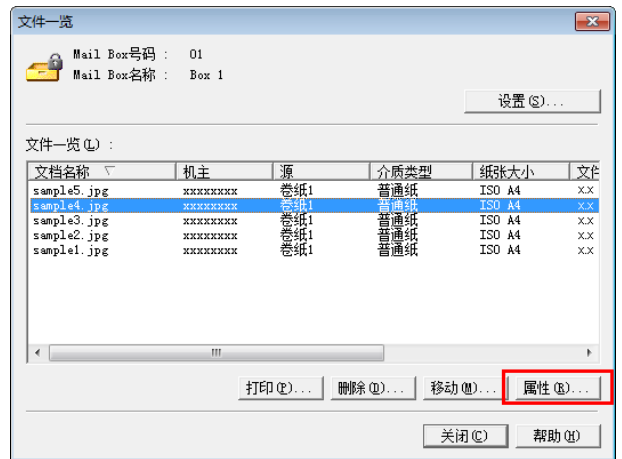 文件一览
Mail Box号码 : 01
Mail Box名称 : Box 1
设置(S)...
文件一览(L) :
文档名称 机主 源 介质类型 纸张大小 文件
sample5.jpg xxxxxxxx 卷纸1 普通纸 ISO A4 x.x
sample4.jpg xxxxxxxx 卷纸1 普通纸 ISO A4 x.x
sample3.jpg xxxxxxxx 卷纸1 普通纸 ISO A4 x.x
sample2.jpg xxxxxxxx 卷纸1 普通纸 ISO A4 x.x
sample1.jpg xxxxxxxx 卷纸1 普通纸 ISO A4 x.x
打印(P)... 删除(D)... 移动(M)... 属性(R)...
关闭(C) 帮助(H)